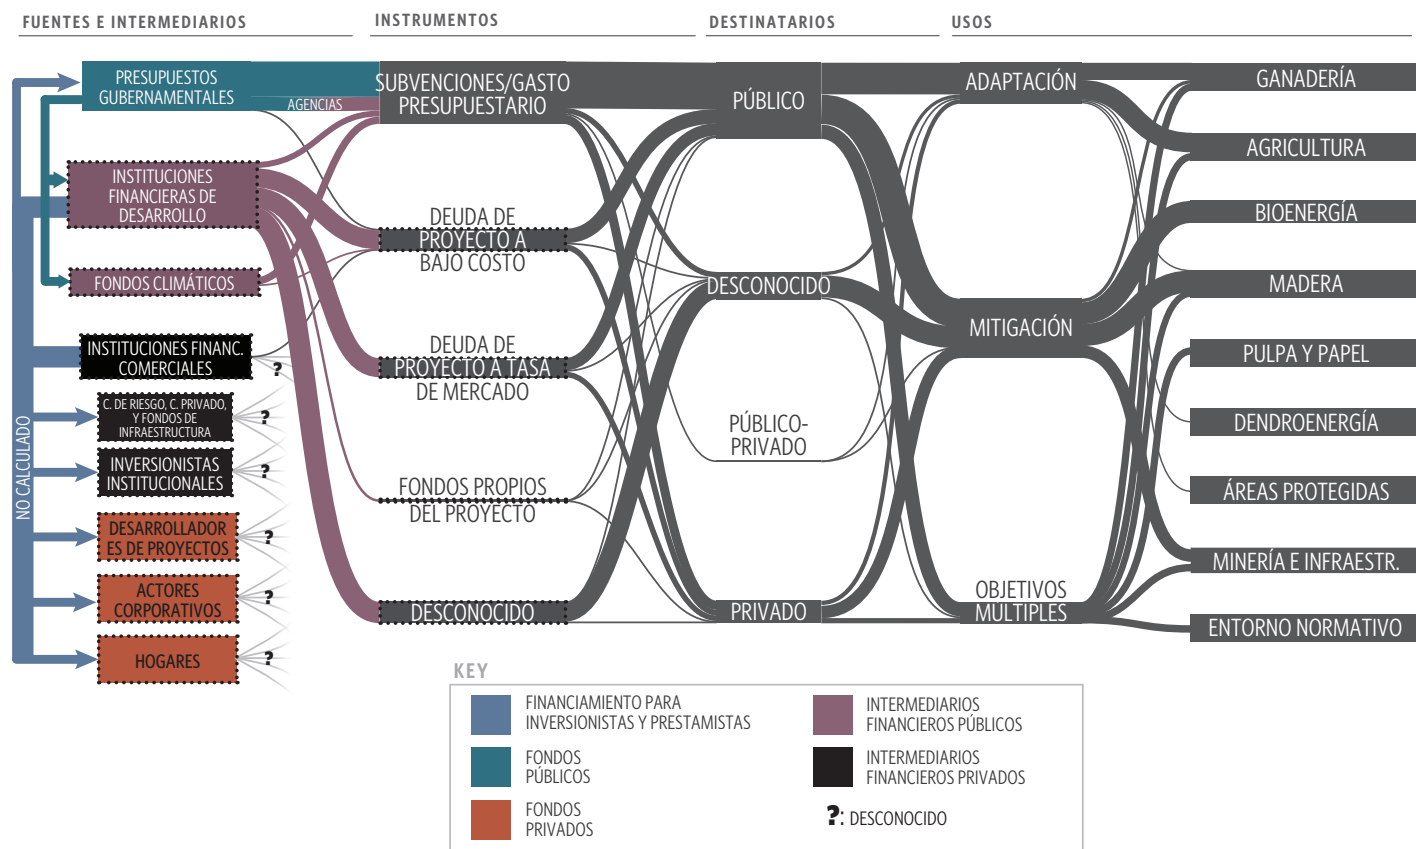 FUENTES E INTERMEDIARIOS
INSTRUMENTOS
DESTINATARIOS
USOS
PRESUPUESTOS
GUBERNAMENTALES
AGENCIAS
INSTITUCIONES
FINANCIERAS DE
DESARROLLO
FONDOS CLIMÁTICOS
INSTITUCIONES FINANC.
COMERCIALES
?
C. DE RIESGO, C. PRIVADO,
Y FONDOS DE
INFRAESTRUCTURA
?
INVERSIONISTAS
INSTITUCIONALES
?
DESARROLLADOR
ES DE PROYECTOS
?
ACTORES
CORPORATIVOS
?
HOGARES
?
NO CALCULADO
SUBVENCIONES/GASTO
PRESUPUESTARIO
DEUDA DE
PROYECTO A
BAJO COSTO
DEUDA DE
PROYECTO A TASA
DE MERCADO
FONDOS PROPIOS
DEL PROYECTO
DESCONOCIDO
PÚBLICO
DESCONOCIDO
PÚBLICO-
PRIVADO
PRIVADO
ADAPTACIÓN
MITIGACIÓN
OBJETIVOS
MÚLTIPLES
GANADERÍA
AGRICULTURA
BIOENERGÍA
MADERA
PULPA Y PAPEL
DENDROENERGÍA
ÁREAS PROTEGIDAS
MINERÍA E INFRAESTR.
ENTORNO NORMATIVO
KEY
FINANCIAMIENTO PARA
INVERSIONISTAS Y PRESTAMISTAS
FONDOS
PÚBLICOS
FONDOS
PRIVADOS
INTERMEDIARIOS
FINANCIEROS PÚBLICOS
INTERMEDIARIOS
FINANCIEROS PRIVADOS
?: DESCONOCIDO